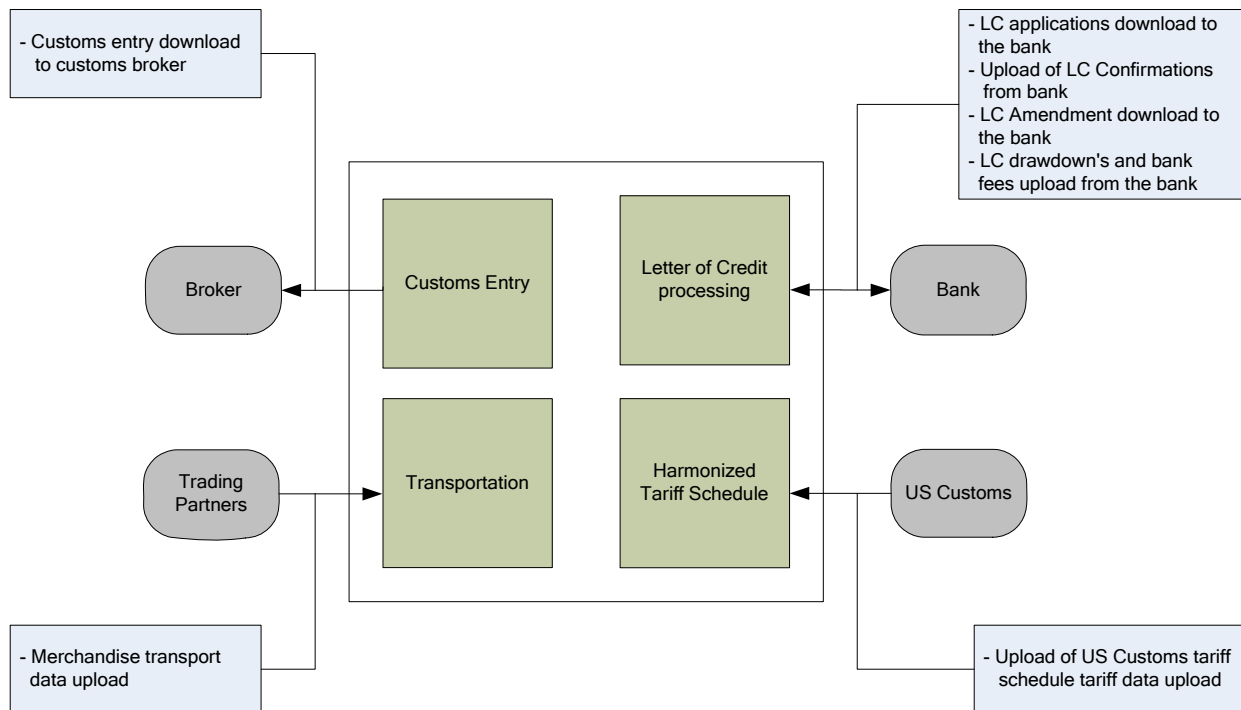 - Customs entry download
to customs broker
- LC applications download to
the bank
- Upload of LC Confirmations
from bank
- LC Amendment download to
the bank
- LC drawdown's and bank
fees upload from the bank
Broker
Customs Entry
Letter of Credit
processing
Bank
Trading
Partners
Transportation
Harmonized
Tariff Schedule
US Customs
- Merchandise transport
data upload
- Upload of US Customs tariff
schedule tariff data upload